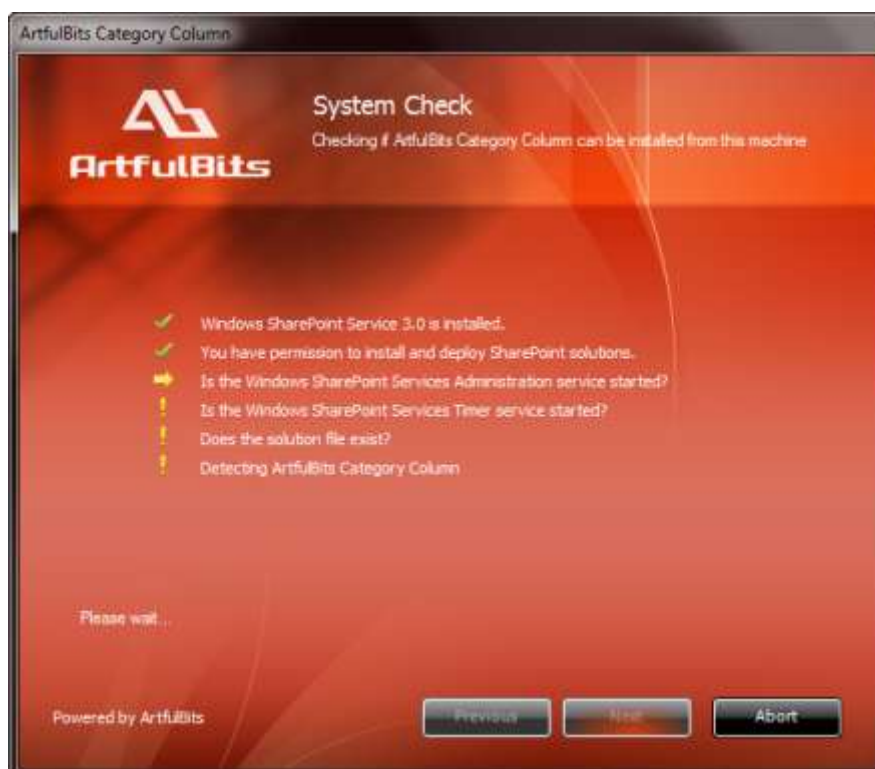 ArtfulBits Category Column
ArtfulBits
System Check
Checking if ArtfulBits Category Column can be installed from this machine
Windows SharePoint Service 3.0 is installed.
You have permission to install and deploy SharePoint solutions.
Is the Windows SharePoint Services Administration service started?
Is the Windows SharePoint Services Timer service started?
Does the solution file exist?
Detecting ArtfulBits Category Column
Please wait...
Powered by ArtfulBits
Previous
Next
Abort